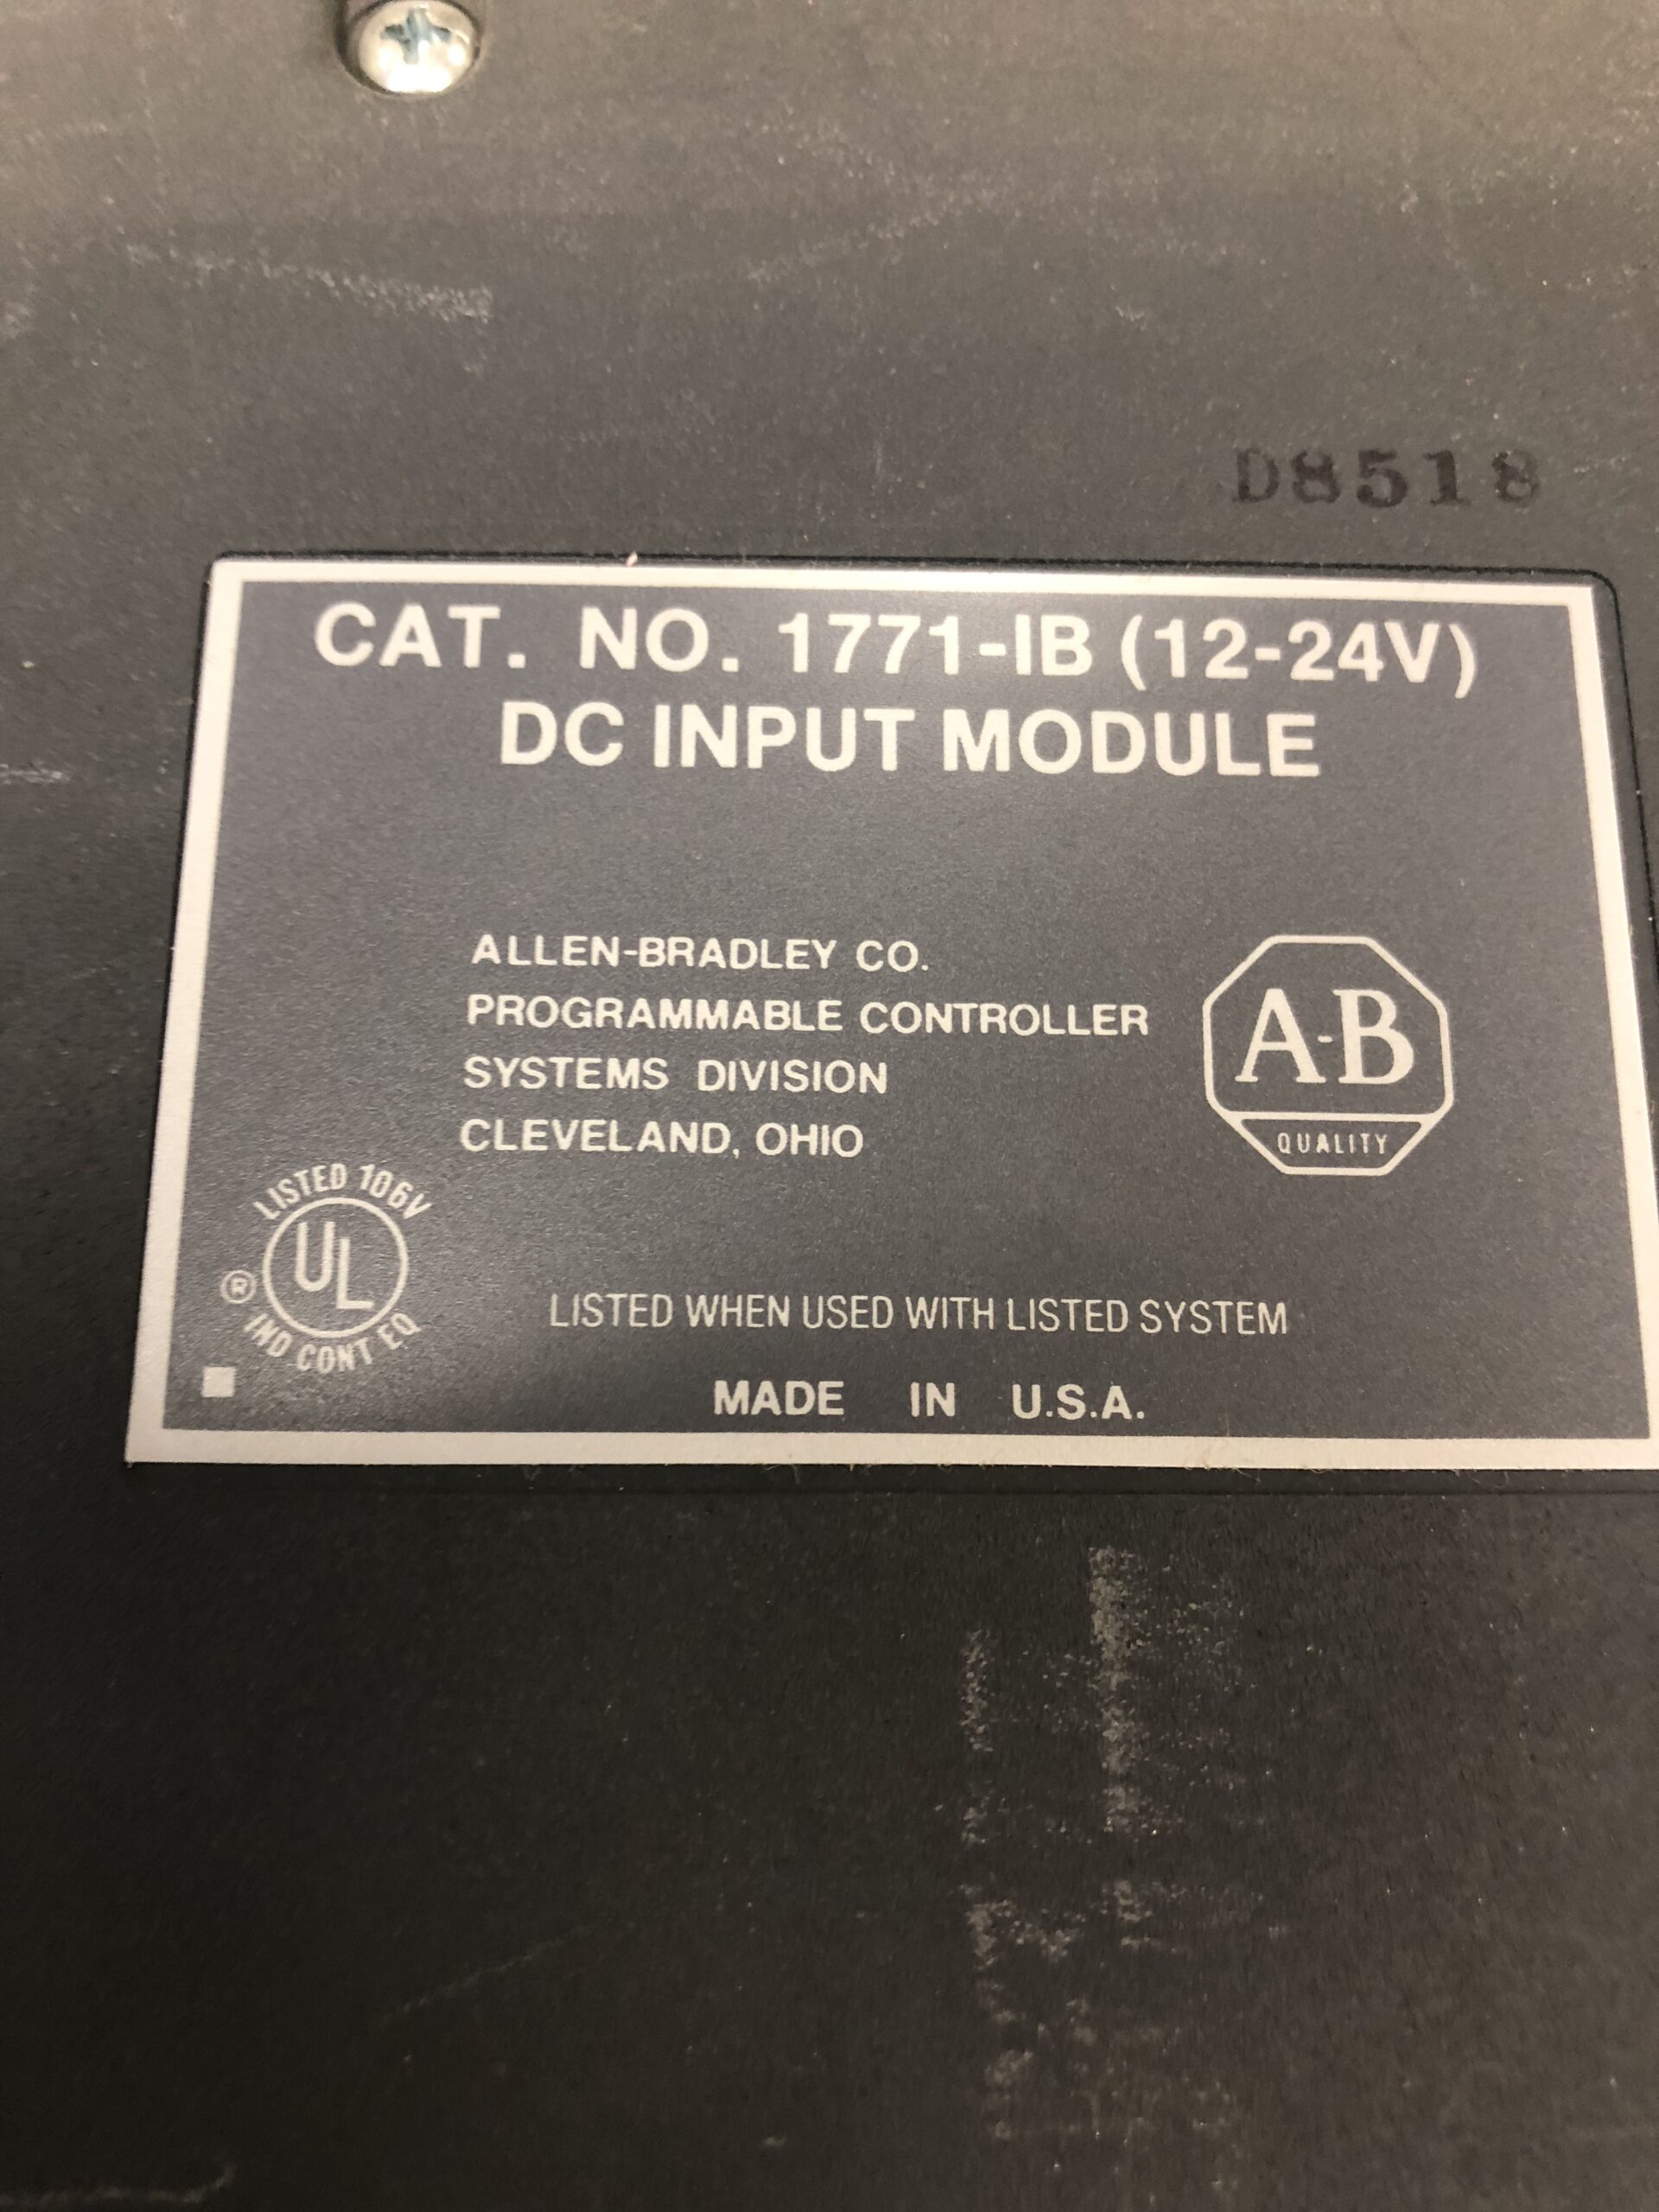 D8518
CAT. NO. 1771-IB (12-24V)
DC INPUT MODULE
ALLEN-BRADLEY CO.
PROGRAMMABLE CONTROLLER
SYSTEMS DIVISION
CLEVELAND, OHIO
A-B
QUALITY
LISTED 106V
UL
®
IND CONT EQ
LISTED WHEN USED WITH LISTED SYSTEM
MADE IN U.S.A.